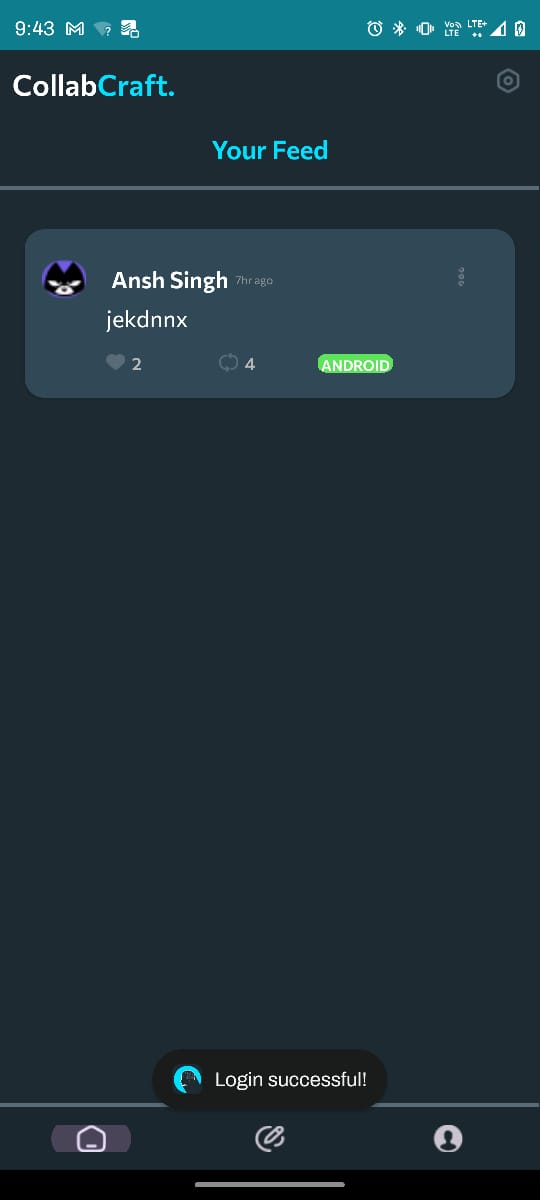 9:43
Vo LTE LTE+
CollabCraft.
Your Feed
Ansh Singh 7hr ago
jekdnnx
2 4 ANDROID
Login successful!